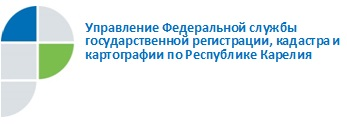 Управление Федеральной службы
государственной регистрации, кадастра и
картографии по Республике Карелия